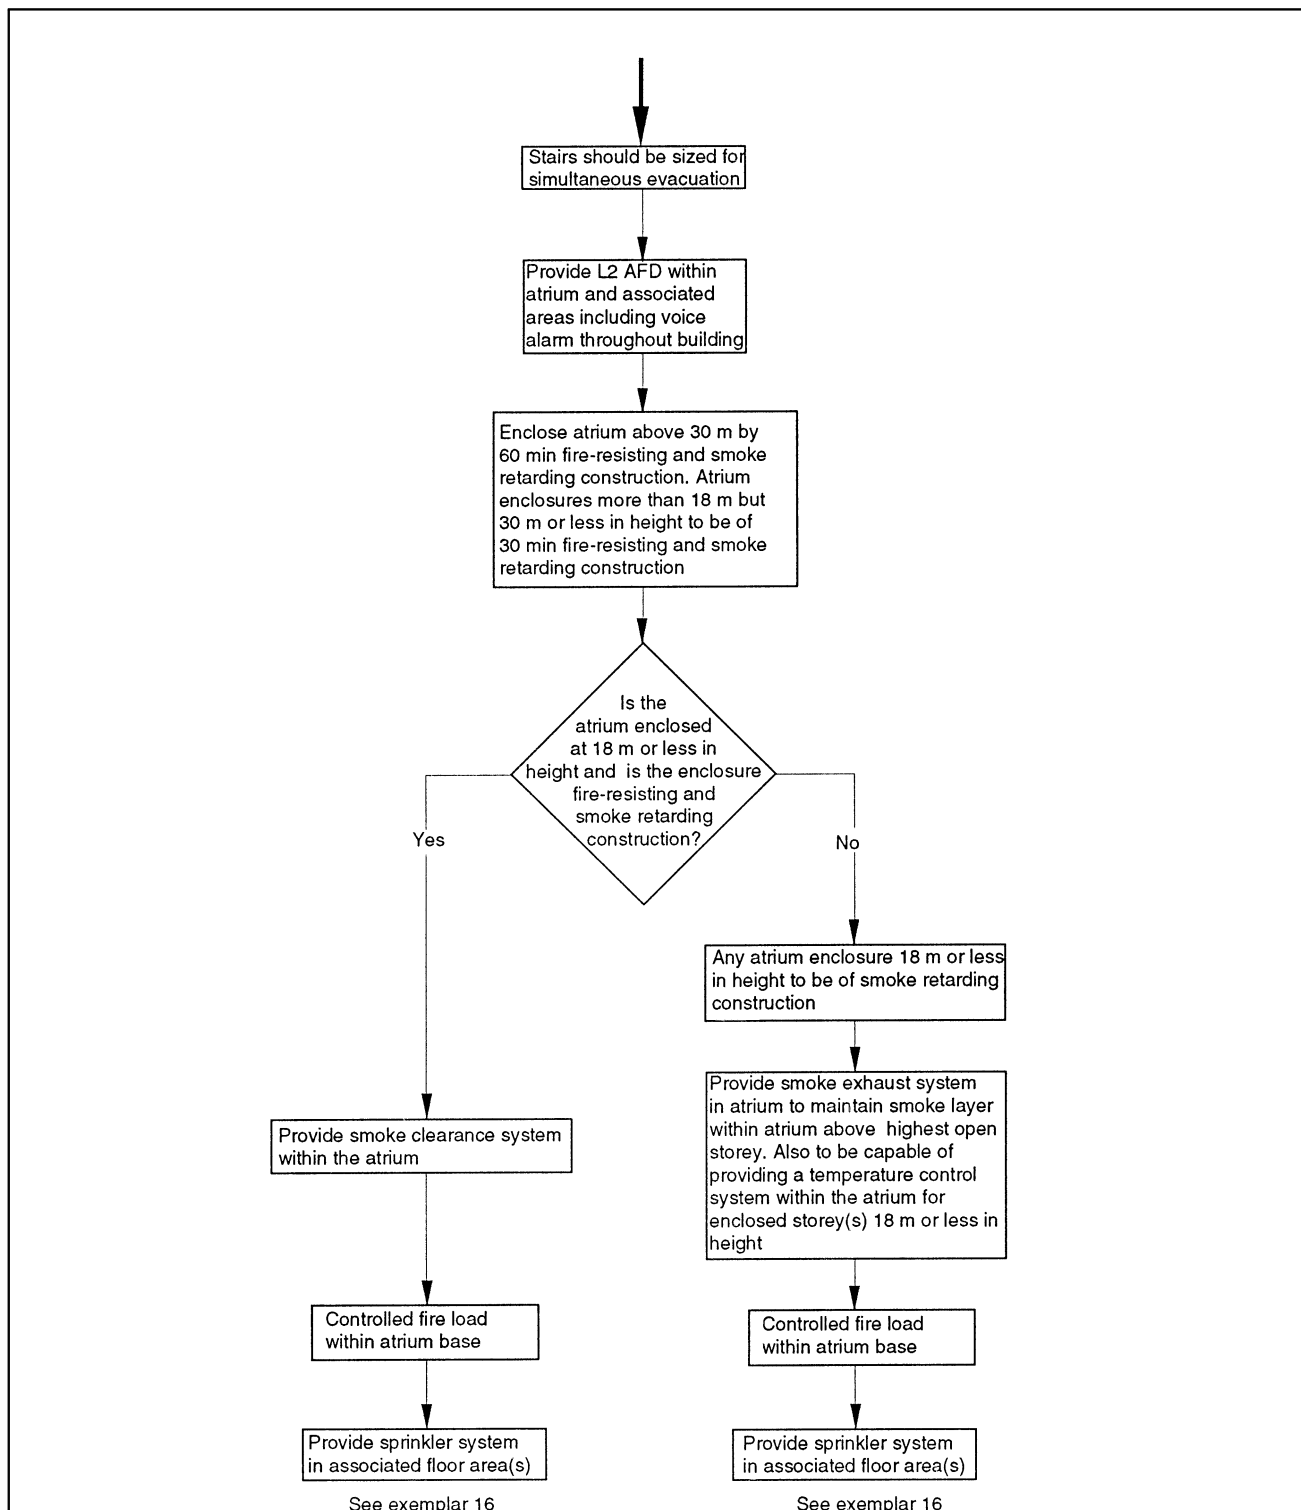 Stairs should be sized for
simultaneous evacuation
Provide L2 AFD within
atrium and associated
areas including voice
alarm throughout building
Enclose atrium above 30 m by
60 min fire-resisting and smoke
retarding construction. Atrium
enclosures more than 18 m but
30 m or less in height to be of
30 min fire-resisting and smoke
retarding construction
Is the
atrium enclosed
at 18 m or less in
height and is the enclosure
fire-resisting and
smoke retarding
construction?
Yes
No
Any atrium enclosure 18 m or less
in height to be of smoke retarding
construction
Provide smoke exhaust system
in atrium to maintain smoke layer
within atrium above highest open
storey. Also to be capable of
providing a temperature control
system within the atrium for
enclosed storey(s) 18 m or less in
height
Provide smoke clearance system
within the atrium
Controlled fire load
within atrium base
Controlled fire load
within atrium base
Provide sprinkler system
in associated floor area(s)
Provide sprinkler system
in associated floor area(s)
See exemplar 16
See exemplar 16